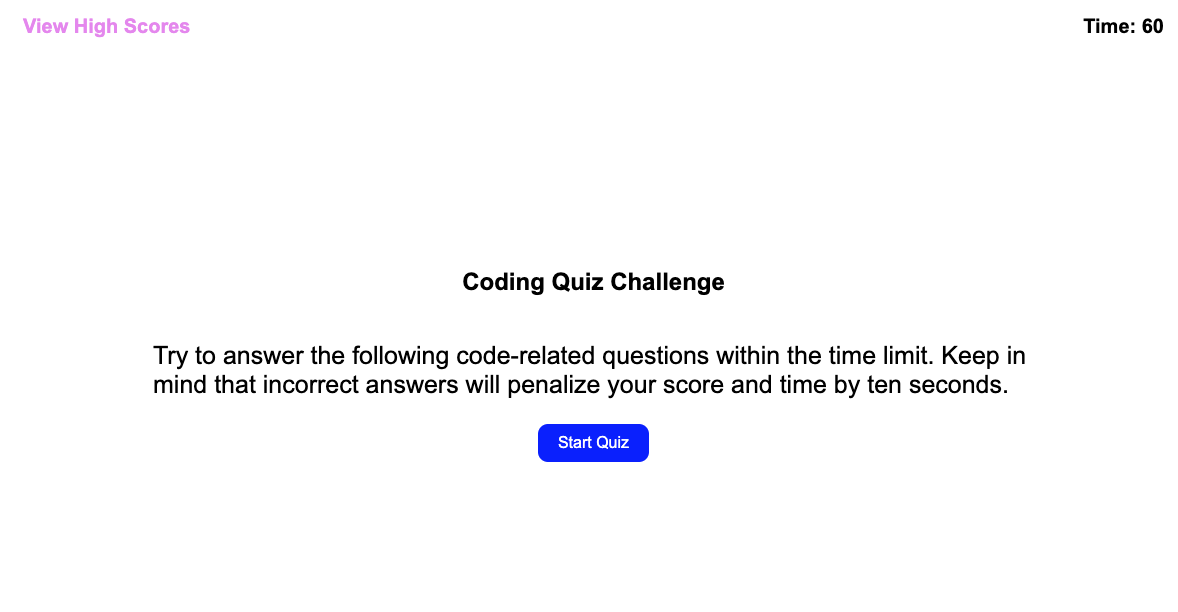 View High Scores
Time: 60
Coding Quiz Challenge
Try to answer the following code-related questions within the time limit. Keep in
mind that incorrect answers will penalize your score and time by ten seconds.
Start Quiz